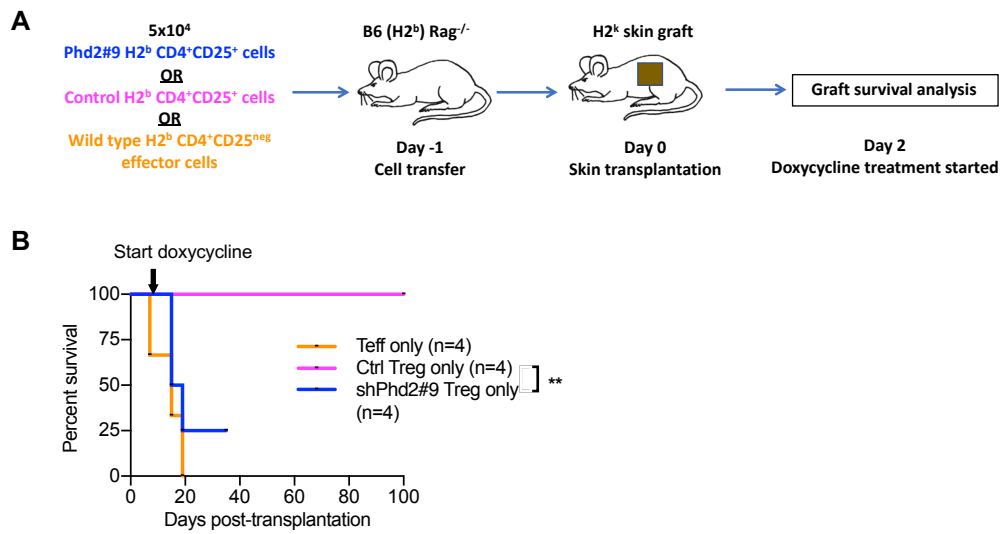 A
5x10⁴
Phd2#9 H2ᵇ CD4⁺CD25⁺ cells
OR
Control H2ᵇ CD4⁺CD25⁺ cells
OR
Wild type H2ᵇ CD4⁺CD25ⁿᵉᵍ
effector cells
B6 (H2ᵇ) Rag⁻/⁻
Day -1
Cell transfer
H2ᵏ skin graft
Day 0
Skin transplantation
Graft survival analysis
Day 2
Doxycycline treatment started
B
Start doxycycline
Percent survival
100
75
50
25
0
0 20 40 60 80 100
Days post-transplantation
Teff only (n=4)
Ctrl Treg only (n=4)
shPhd2#9 Treg only
(n=4)
**